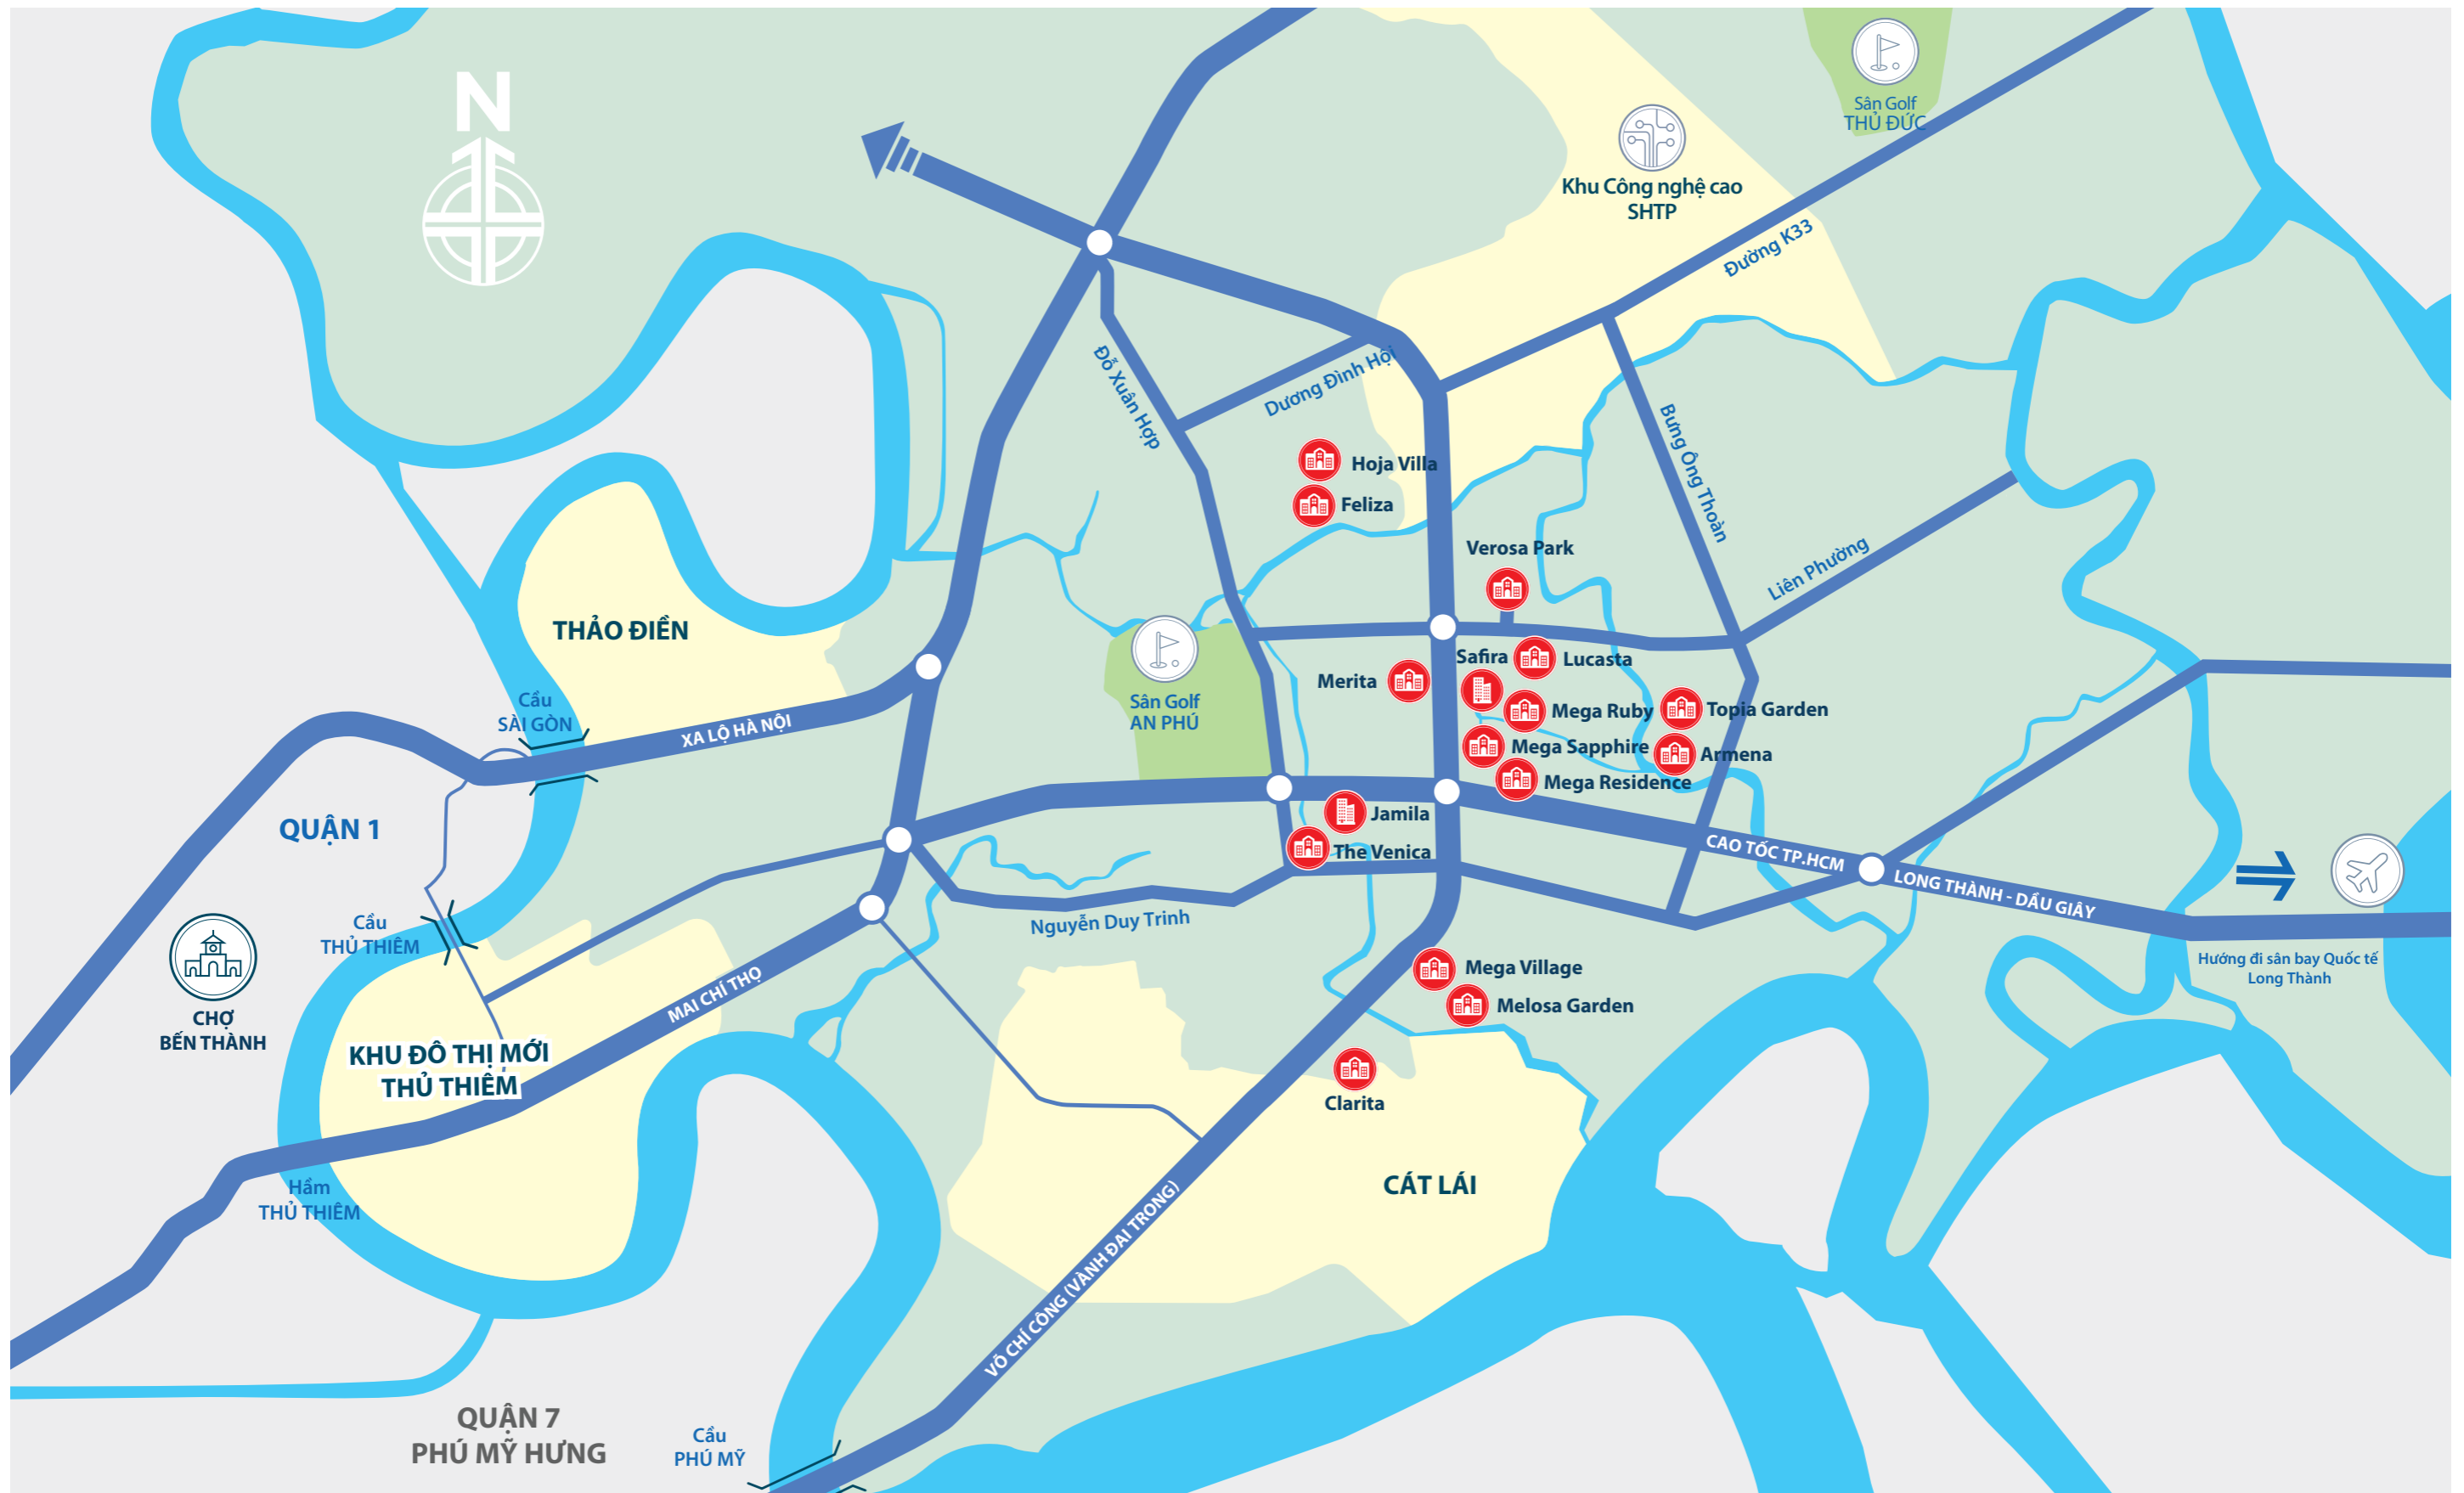 N
Sân Golf
THỦ ĐỨC
Khu Công nghệ cao
SHTP
Đường K33
Đỗ Xuân Hợp
Dương Đình Hội
Bưng Ông Thoàn
Hoja Villa
Feliza
Verosa Park
Liên Phường
THẢO ĐIỀN
Safira
Lucasta
Merita
Sân Golf
AN PHÚ
Cầu
SÀI GÒN
XA LỘ HÀ NỘI
Mega Ruby
Topia Garden
Mega Sapphire
Armena
Mega Residence
QUẬN 1
Jamila
The Venica
CAO TỐC TP.HCM
LONG THÀNH - DẦU GIÂY
Nguyễn Duy Trinh
Cầu
THỦ THIÊM
Hướng đi sân bay Quốc tế
Long Thành
CHỢ
BẾN THÀNH
MAI CHÍ THỌ
Mega Village
Melosa Garden
KHU ĐÔ THỊ MỚI
THỦ THIÊM
Clarita
CÁT LÁI
Hầm
THỦ THIÊM
VÕ CHÍ CÔNG (VÀNH ĐAI TRONG)
QUẬN 7
PHÚ MỸ HƯNG
Cầu
PHÚ MỸ